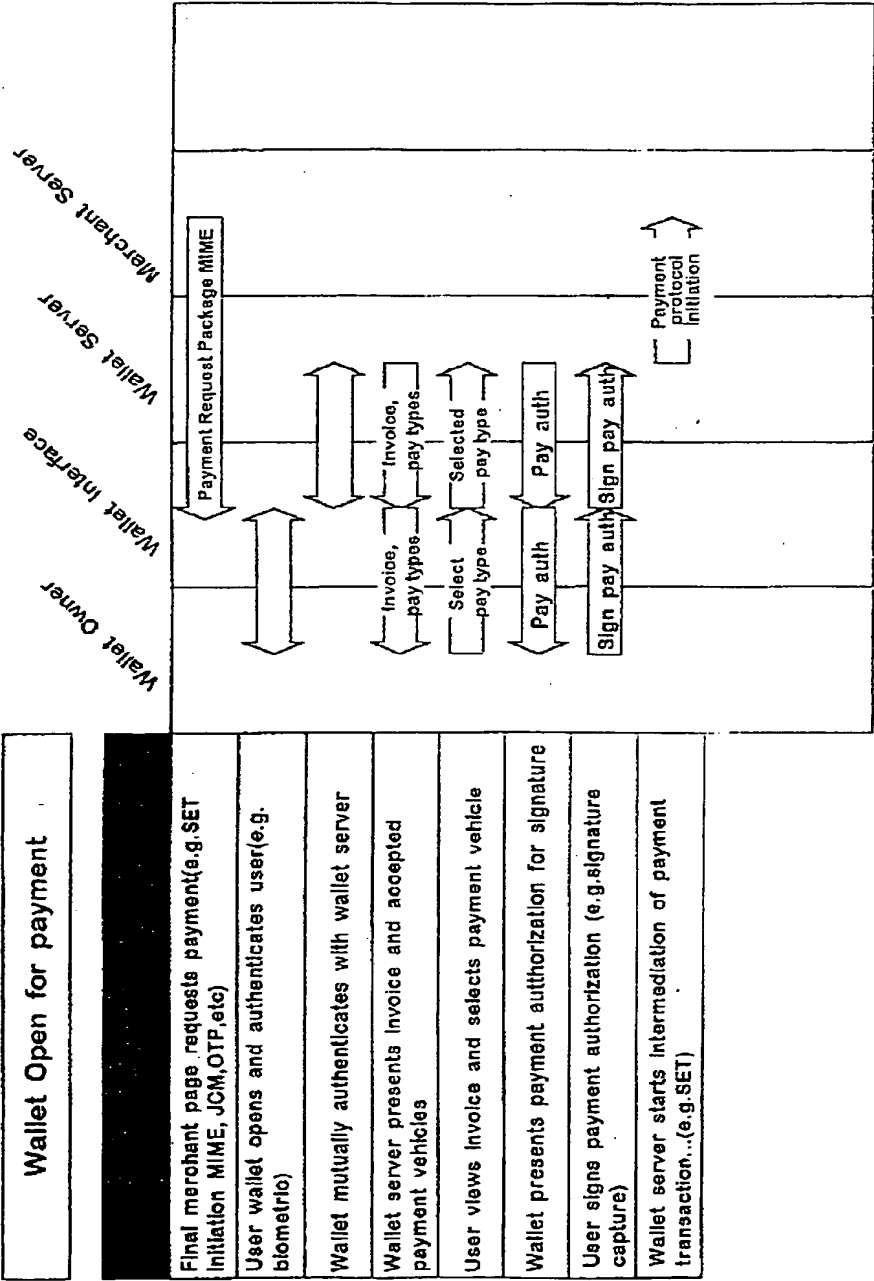 Wallet Open for payment
Wallet Owner
Wallet Interface
Wallet Server
Merchant Server
Final merchant page requests payment(e.g.SET
Initiation MIME, JCM,OTP,etc)
Payment Request Package MIME
User wallet opens and authenticates user(e.g.
biometric)
Wallet mutually authenticates with wallet server
Wallet server presents Invoice and accepted
payment vehicles
Invoice,
pay types
Invoice,
pay types
User views Invoice and selects payment vehicle
Select
pay type
Selected
pay type
Wallet presents payment autthorization for signature
Pay auth
Pay auth
User signs payment authorization (e.g.signature
capture)
Sign pay auth
Sign pay auth
Wallet server starts Intermediation of payment
transaction...(e.g.SET)
Payment
protocol
Initiation